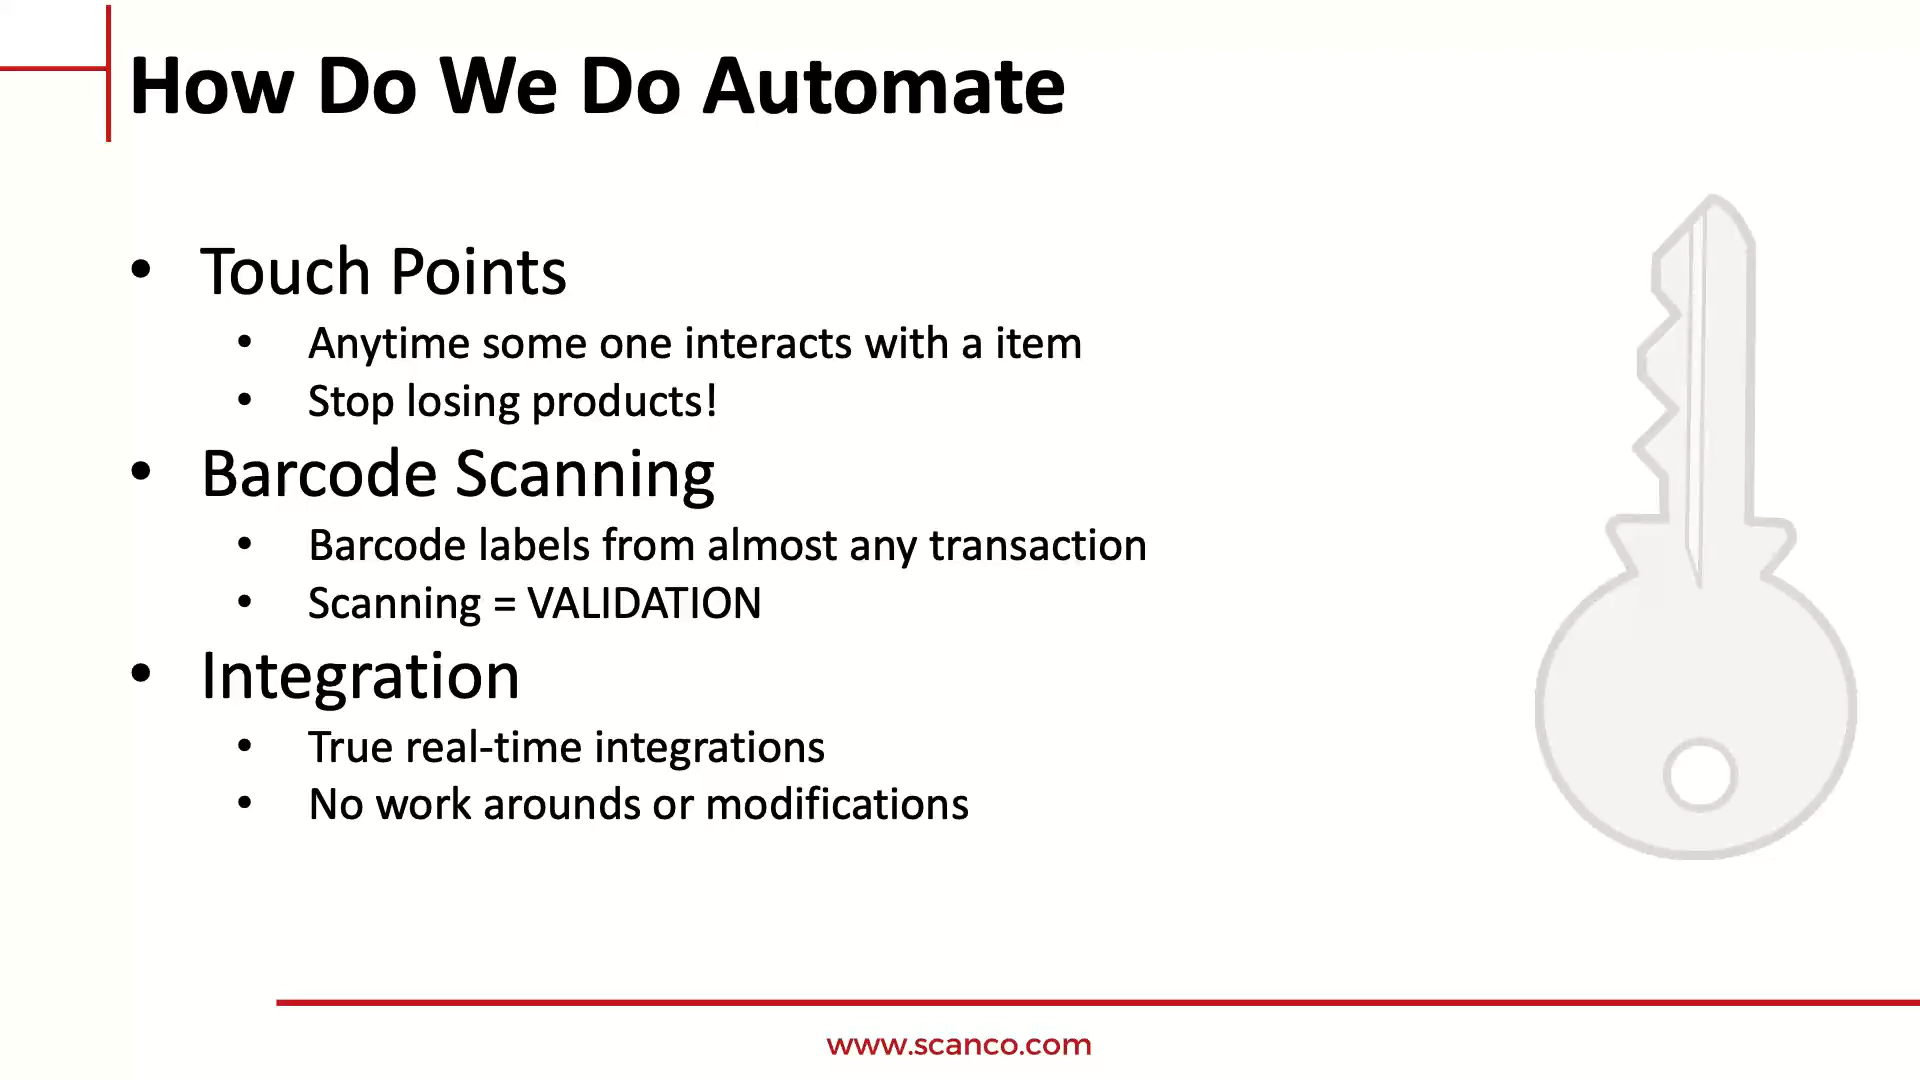 How Do We Do Automate
• Touch Points
• Anytime some one interacts with a item
• Stop losing products!
• Barcode Scanning
• Barcode labels from almost any transaction
• Scanning = VALIDATION
• Integration
• True real-time integrations
• No work arounds or modifications
www.scanco.com